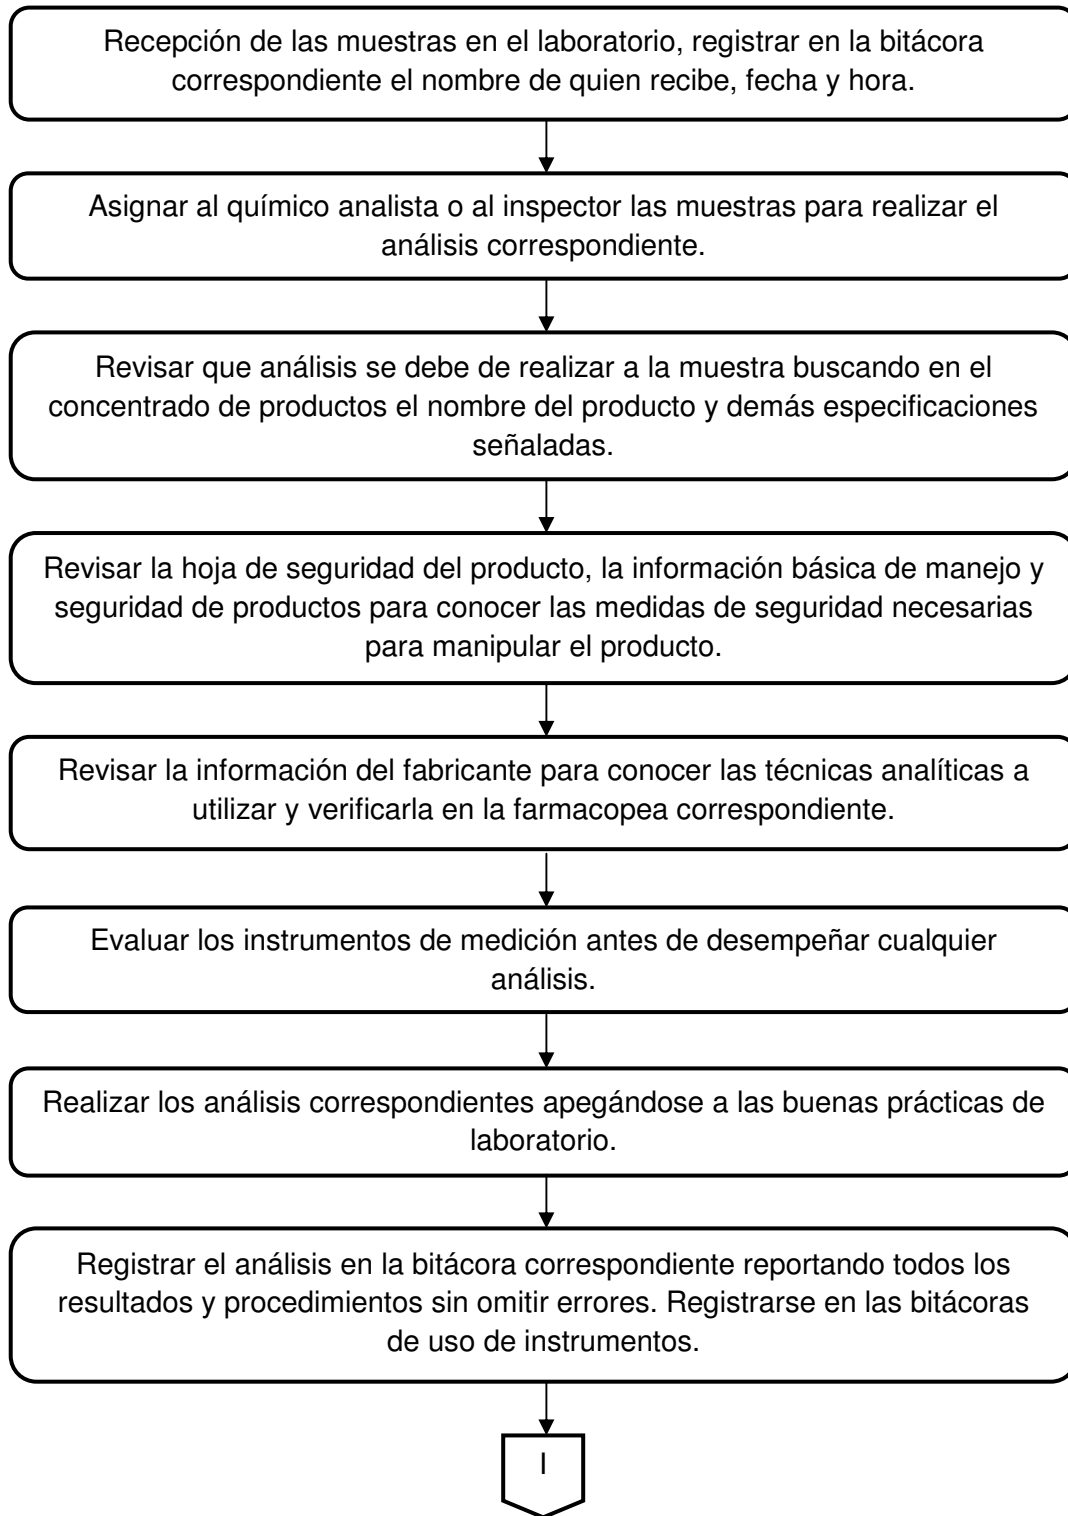 Recepción de las muestras en el laboratorio, registrar en la bitácora
correspondiente el nombre de quien recibe, fecha y hora.
Asignar al químico analista o al inspector las muestras para realizar el
análisis correspondiente.
Revisar que análisis se debe de realizar a la muestra buscando en el
concentrado de productos el nombre del producto y demás especificaciones
señaladas.
Revisar la hoja de seguridad del producto, la información básica de manejo y
seguridad de productos para conocer las medidas de seguridad necesarias
para manipular el producto.
Revisar la información del fabricante para conocer las técnicas analíticas a
utilizar y verificarla en la farmacopea correspondiente.
Evaluar los instrumentos de medición antes de desempeñar cualquier
análisis.
Realizar los análisis correspondientes apegándose a las buenas prácticas de
laboratorio.
Registrar el análisis en la bitácora correspondiente reportando todos los
resultados y procedimientos sin omitir errores. Registrarse en las bitácoras
de uso de instrumentos.
I